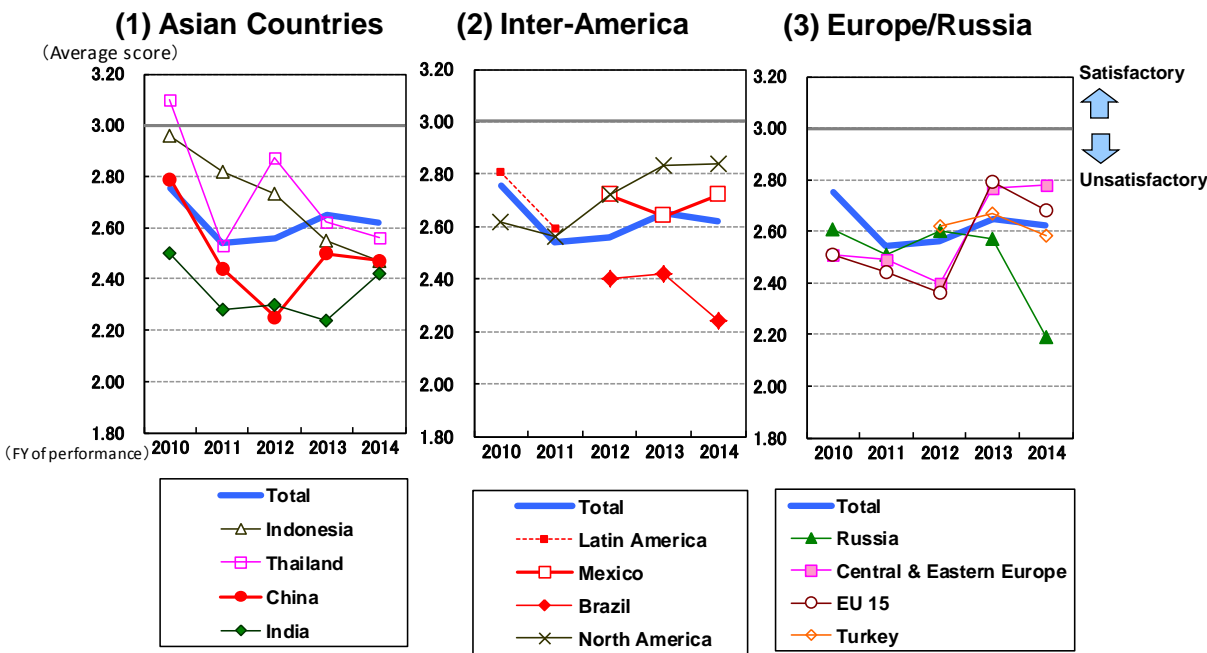 (1) Asian Countries
(2) Inter-America
(3) Europe/Russia
（Average score）
3.20
3.00
2.80
2.60
2.40
2.20
2.00
1.80
2010 2011 2012 2013 2014
（FY of performance）
3.20
3.00
2.80
2.60
2.40
2.20
2.00
1.80
2010 2011 2012 2013 2014
3.20
3.00
2.80
2.60
2.40
2.20
2.00
1.80
2010 2011 2012 2013 2014
Satisfactory
Unsatisfactory
Total
Indonesia
Thailand
China
India
Total
Latin America
Mexico
Brazil
North America
Total
Russia
Central & Eastern Europe
EU 15
Turkey